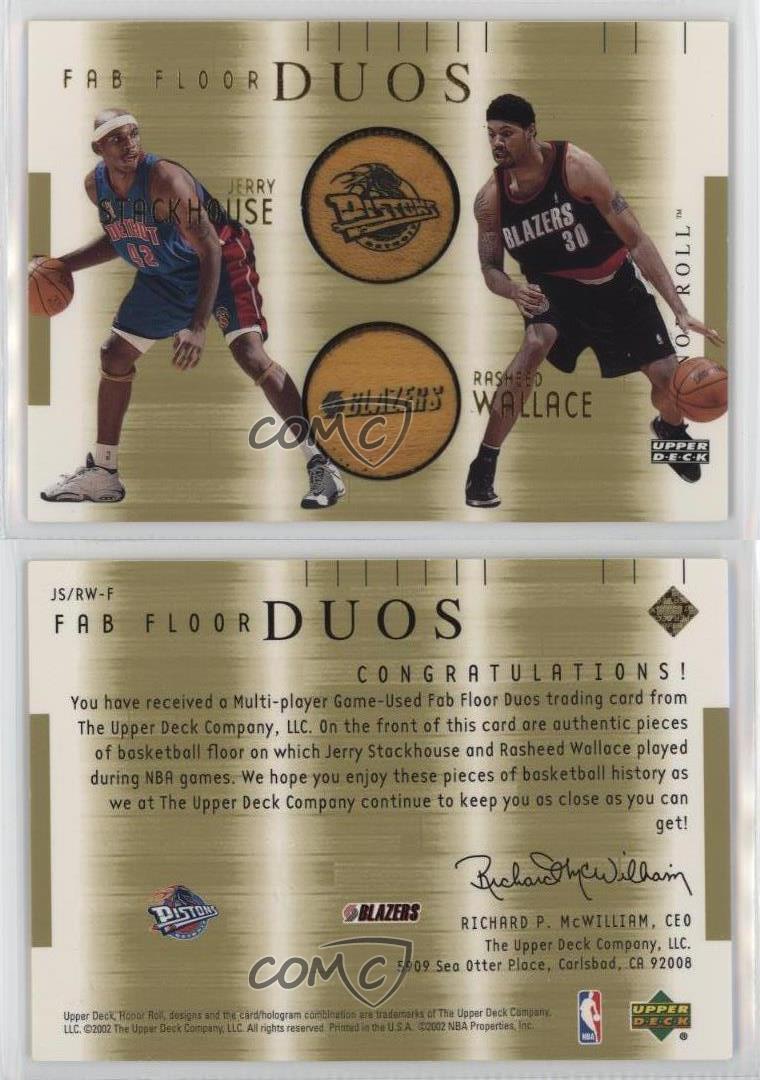 FAB FLOOR DUOS
JERRY
STACKHOUSE
DETROIT
42
PISTONS
DETROIT
BLAZERS
30
HONOR ROLL™
BLAZERS
RASHEED
WALLACE
UPPER
D·E·C·K
COMC
JS/RW-F
FAB FLOOR DUOS
CONGRATULATIONS!
You have received a Multi-player Game-Used Fab Floor Duos trading card from
The Upper Deck Company, LLC. On the front of this card are authentic pieces
of basketball floor on which Jerry Stackhouse and Rasheed Wallace played
during NBA games. We hope you enjoy these pieces of basketball history as
we at The Upper Deck Company continue to keep you as close as you can
get!
Richard McWilliam
RICHARD P. McWILLIAM, CEO
The Upper Deck Company, LLC.
5909 Sea Otter Place, Carlsbad, CA 92008
PISTONS
DETROIT
BLAZERS
COMC
Upper Deck, Honor Roll, designs and the card/hologram combination are trademarks of The Upper Deck Company,
LLC. ©2002 The Upper Deck Company, LLC. All rights reserved. Printed in the U.S.A. ©2002 NBA Properties, Inc.
NBA
UPPER
D·E·C·K
®